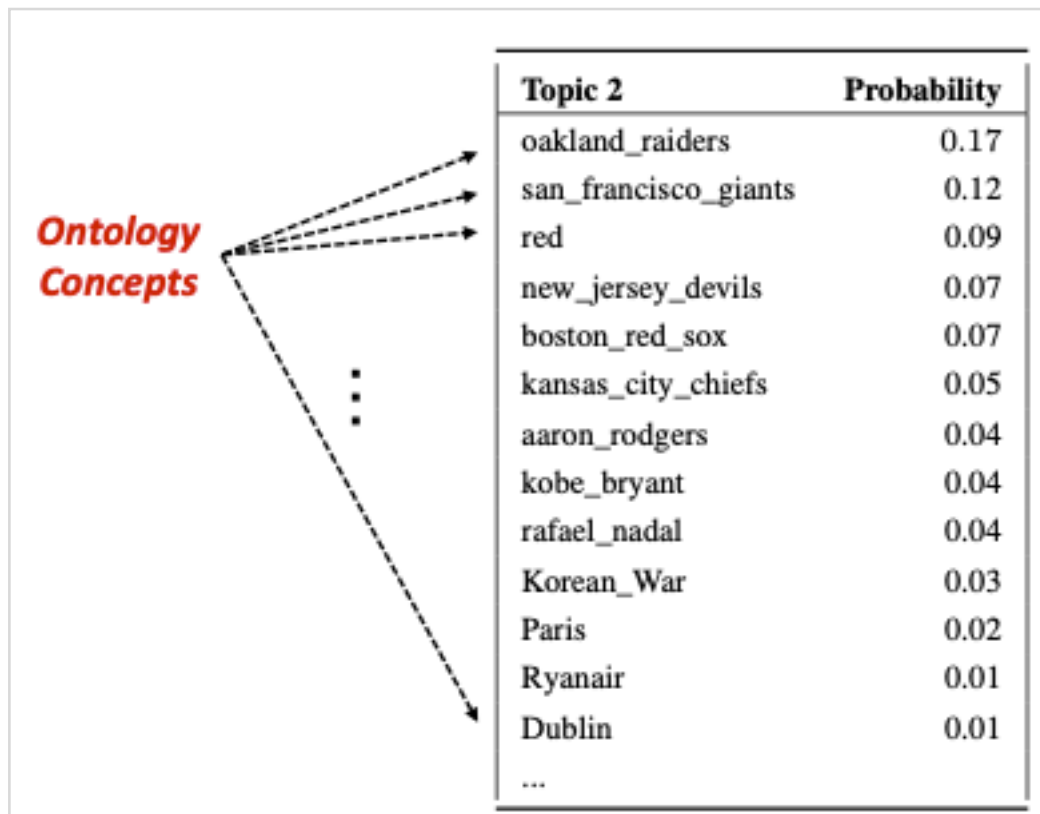 Ontology
Concepts
Topic 2 Probability
oakland_raiders 0.17
san_francisco_giants 0.12
red 0.09
new_jersey_devils 0.07
boston_red_sox 0.07
kansas_city_chiefs 0.05
aaron_rodgers 0.04
kobe_bryant 0.04
rafael_nadal 0.04
Korean_War 0.03
Paris 0.02
Ryanair 0.01
Dublin 0.01
...